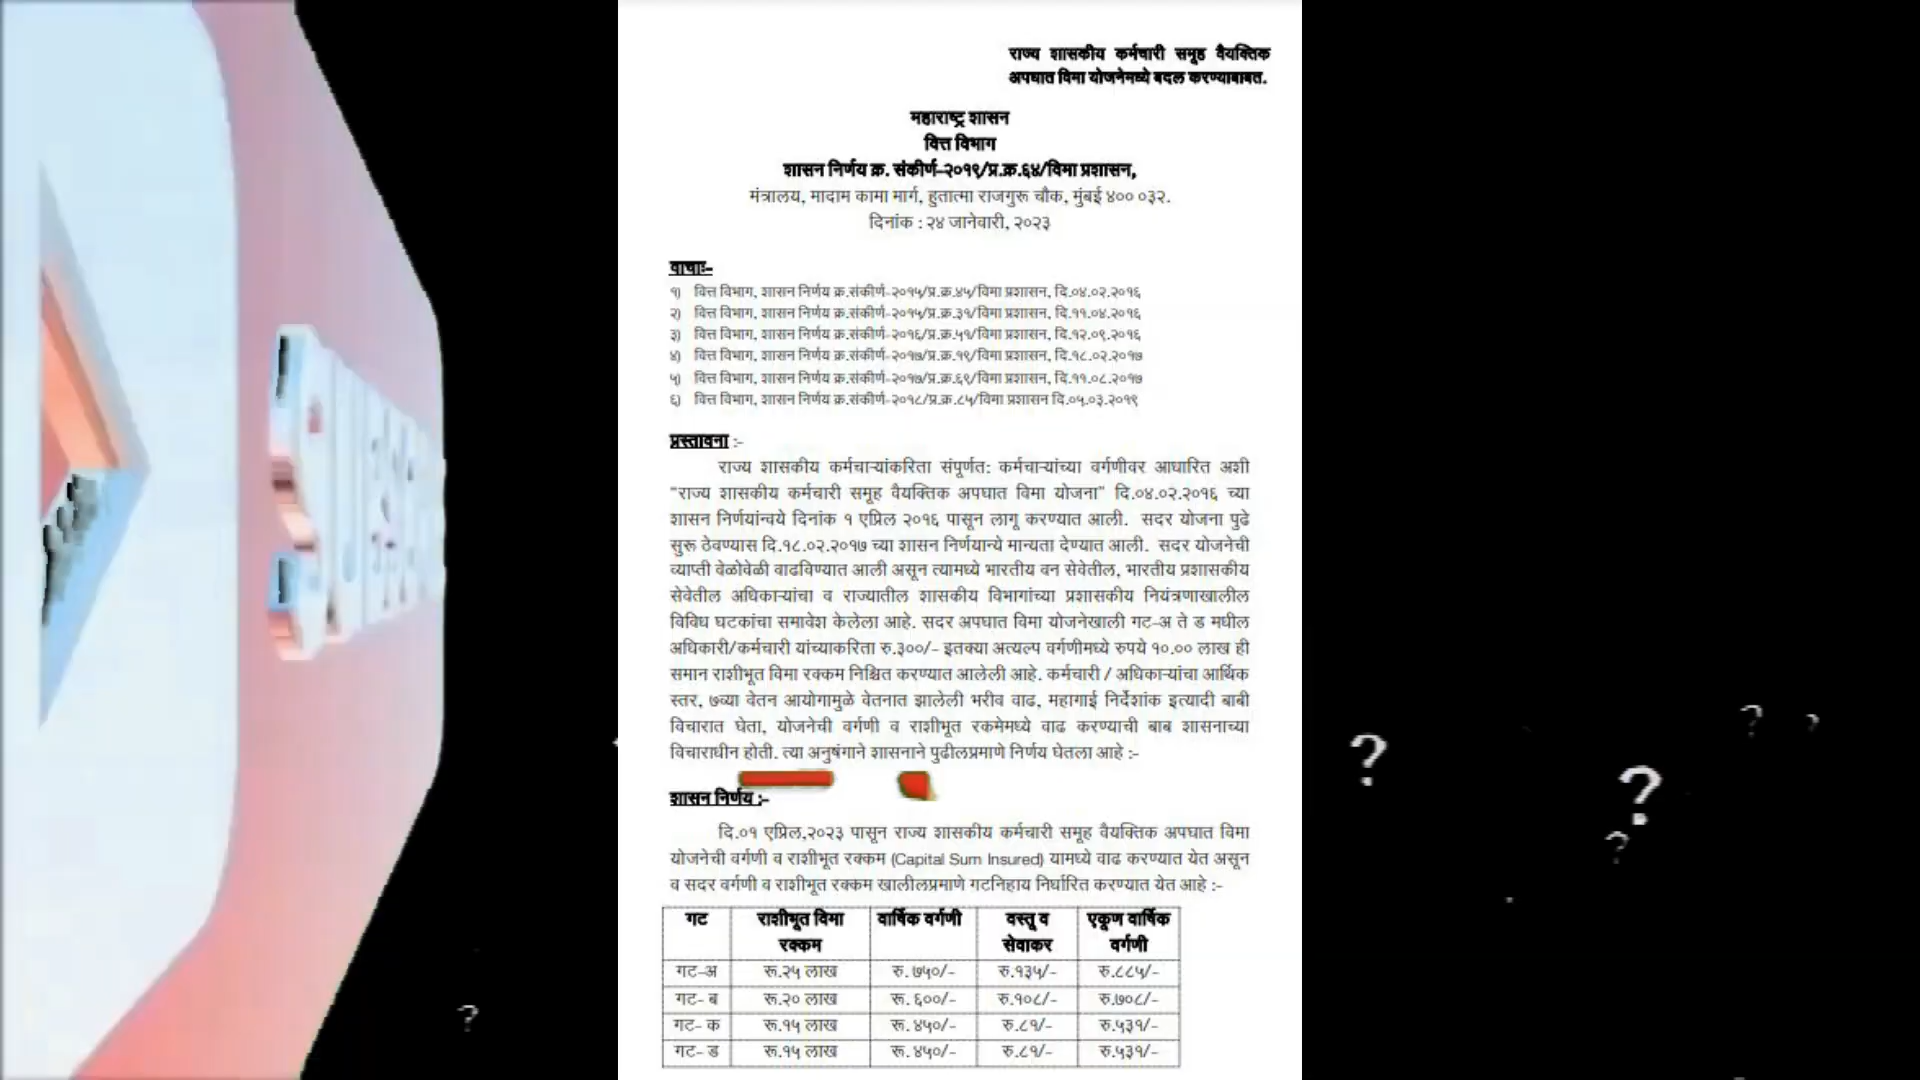 राज्य शासकीय कर्मचारी समूह वैयक्तिक
अपघात विमा योजनेमध्ये बदल करण्याबाबत.
महाराष्ट्र शासन
वित्त विभाग
शासन निर्णय क्र. संकीर्ण-२०१९/प्र.क्र.६४/विमा प्रशासन,
मंत्रालय, मादाम कामा मार्ग, हुतात्मा राजगुरू चौक, मुंबई ४०० ०३२.
दिनांक : २४ जानेवारी, २०२३
वाचाः-
१) वित्त विभाग, शासन निर्णय क्र.संकीर्ण-२०१५/प्र.क्र.४५/विमा प्रशासन, दि.०४.०२.२०१६
२) वित्त विभाग, शासन निर्णय क्र.संकीर्ण-२०१५/प्र.क्र.३१/विमा प्रशासन, दि.११.०४.२०१६
३) वित्त विभाग, शासन निर्णय क्र.संकीर्ण-२०१६/प्र.क्र.५१/विमा प्रशासन, दि.१२.०९.२०१६
४) वित्त विभाग, शासन निर्णय क्र.संकीर्ण-२०१७/प्र.क्र.१९/विमा प्रशासन, दि.१८.०२.२०१७
५) वित्त विभाग, शासन निर्णय क्र.संकीर्ण-२०१७/प्र.क्र.६९/विमा प्रशासन, दि.११.०८.२०१७
६) वित्त विभाग, शासन निर्णय क्र.संकीर्ण-२०१८/प्र.क्र.८५/विमा प्रशासन दि.०५.०३.२०१९
प्रस्तावना :-
राज्य शासकीय कर्मचाऱ्यांकरिता संपूर्णत: कर्मचाऱ्यांच्या वर्गणीवर आधारित अशी
"राज्य शासकीय कर्मचारी समूह वैयक्तिक अपघात विमा योजना" दि.०४.०२.२०१६ च्या
शासन निर्णयांन्वये दिनांक १ एप्रिल २०१६ पासून लागू करण्यात आली. सदर योजना पुढे
सुरू ठेवण्यास दि.१८.०२.२०१७ च्या शासन निर्णयान्ये मान्यता देण्यात आली. सदर योजनेची
व्याप्ती वेळोवेळी वाढविण्यात आली असून त्यामध्ये भारतीय वन सेवेतील, भारतीय प्रशासकीय
सेवेतील अधिकाऱ्यांचा व राज्यातील शासकीय विभागांच्या प्रशासकीय नियंत्रणाखालील
विविध घटकांचा समावेश केलेला आहे. सदर अपघात विमा योजनेखाली गट-अ ते ड मधील
अधिकारी/कर्मचारी यांच्याकरिता रु.३००/- इतक्या अत्यल्प वर्गणीमध्ये रुपये १०.०० लाख ही
समान राशीभूत विमा रक्कम निश्चित करण्यात आलेली आहे. कर्मचारी / अधिकाऱ्यांचा आर्थिक
स्तर, ७व्या वेतन आयोगामुळे वेतनात झालेली भरीव वाढ, महागाई निर्देशांक इत्यादी बाबी
विचारात घेता, योजनेची वर्गणी व राशीभूत रकमेमध्ये वाढ करण्याची बाब शासनाच्या
विचाराधीन होती. त्या अनुषंगाने शासनाने पुढीलप्रमाणे निर्णय घेतला आहे :-
शासन निर्णय :-
दि.०१ एप्रिल,२०२३ पासून राज्य शासकीय कर्मचारी समूह वैयक्तिक अपघात विमा
योजनेची वर्गणी व राशीभूत रक्कम (Capital Sum Insured) यामध्ये वाढ करण्यात येत असून
व सदर वर्गणी व राशीभूत रक्कम खालीलप्रमाणे गटनिहाय निर्धारित करण्यात येत आहे :-
गट राशीभूत विमा रक्कम वार्षिक वर्गणी वस्तू व सेवाकर एकूण वार्षिक वर्गणी
गट-अ रू.२५ लाख रु. ७५०/- रु.१३५/- रु.८८५/-
गट- ब रू.२० लाख रू. ६००/- रु.१०८/- रु.७०८/-
गट- क रू.१५ लाख रू. ४५०/- रु.८१/- रु.५३१/-
गट- ड रू.१५ लाख रू. ४५०/- रु.८१/- रु.५३१/-
? ? ? ? ? ?